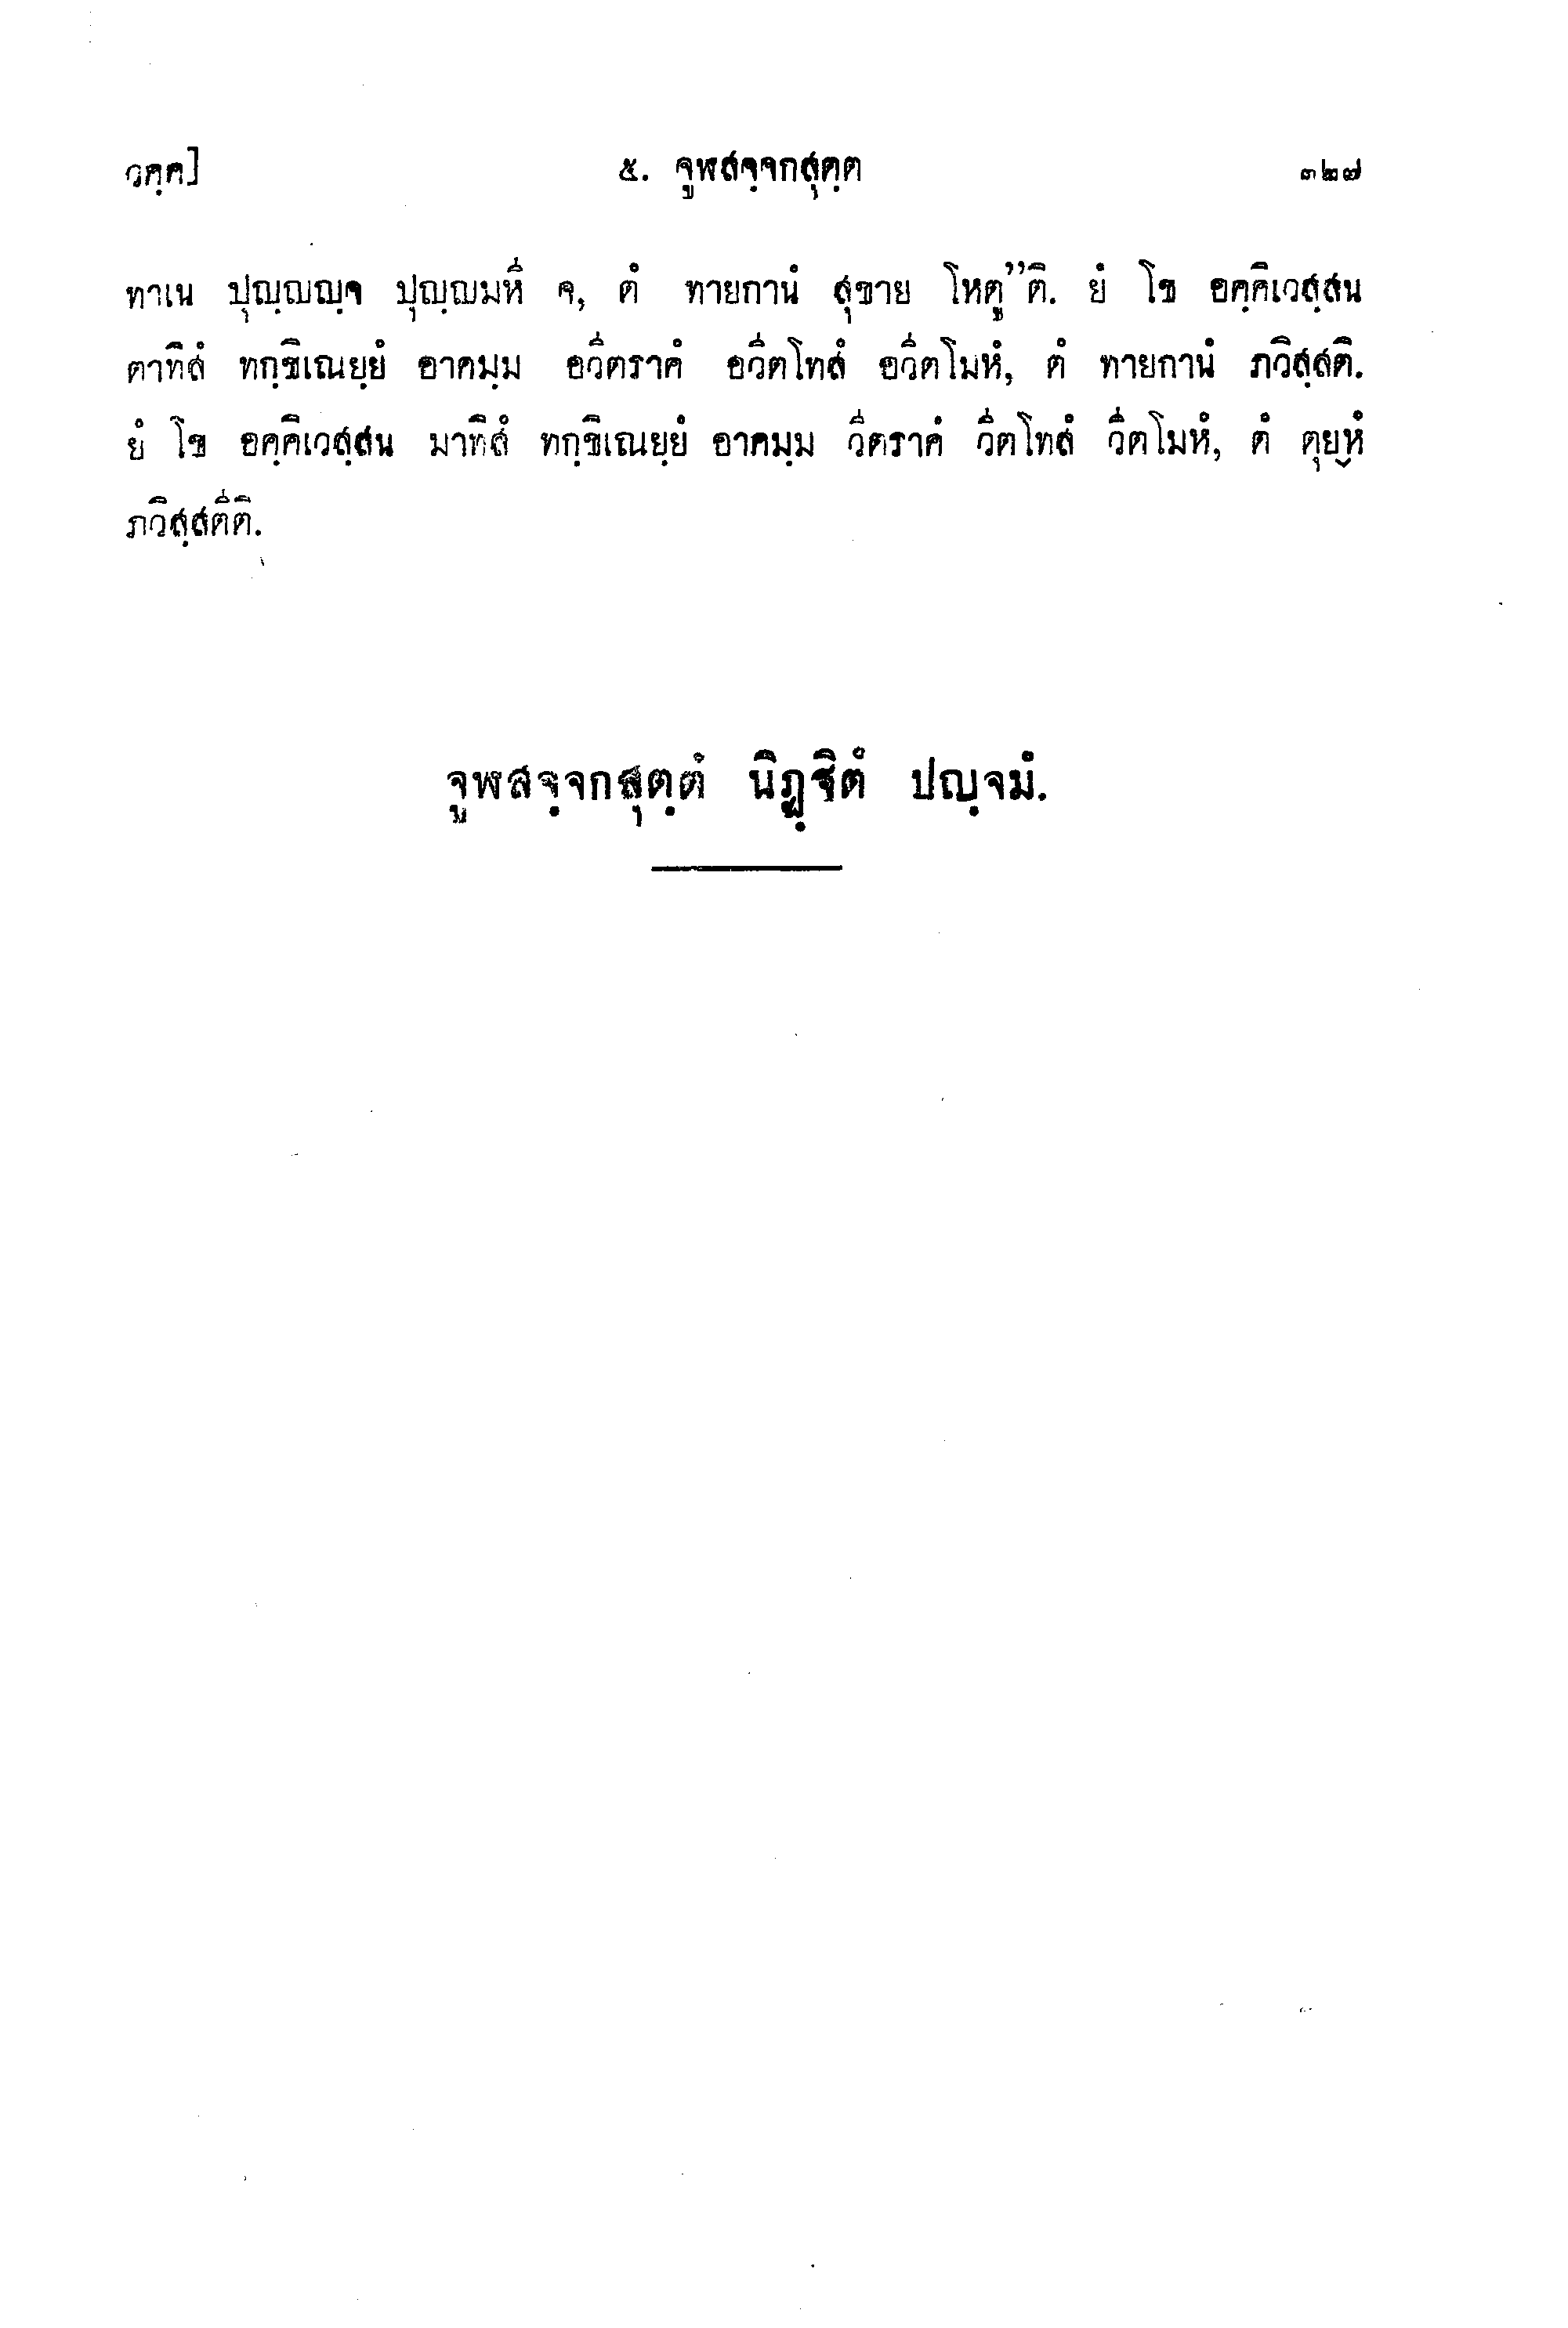 วคฺค] ๕. จูฬสจฺจกสุตฺต ๓๒๗
ทาเน ปุญฺญญฺจ ปุญฺญมหี จ, ตํ ทายกานํ สุขาย โหตู”ติ. ยํ โข อคฺคิเวสฺสน
ตาทิสํ ทกฺขิเณยฺยํ อาคมฺม อวีตราคํ อวีตโทสํ อวีตโมหํ, ตํ ทายกานํ ภวิสฺสติ.
ยํ โข อคฺคิเวสฺสน มาทิสํ ทกฺขิเณยฺยํ อาคมฺม วีตราคํ วีตโทสํ วีตโมหํ, ตํ ตุยฺหํ
ภวิสฺสตีติ.
จูฬสจฺจกสุตฺตํ นิฏฺฐิตํ ปญฺจมํ.